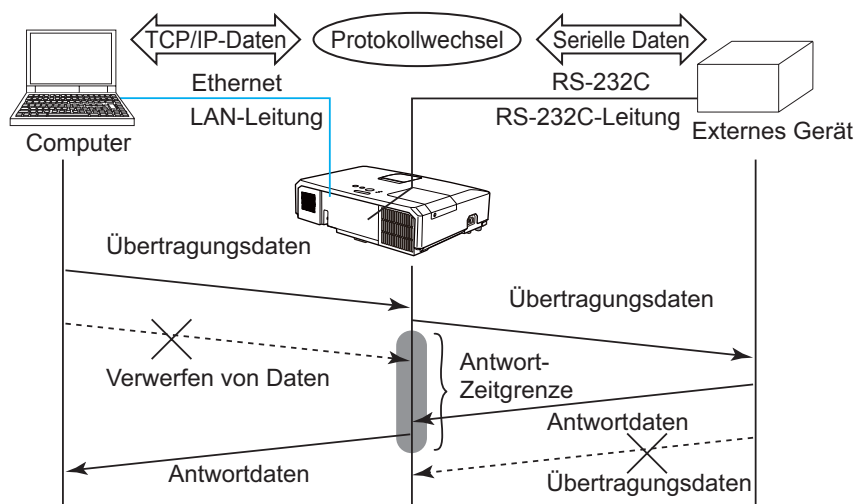 TCP/IP-Daten
Protokollwechsel
Serielle Daten
Ethernet
LAN-Leitung
RS-232C
RS-232C-Leitung
Computer
Externes Gerät
Übertragungsdaten
Übertragungsdaten
Verwerfen von Daten
Antwort-
Zeitgrenze
Antwortdaten
Antwortdaten
Übertragungsdaten